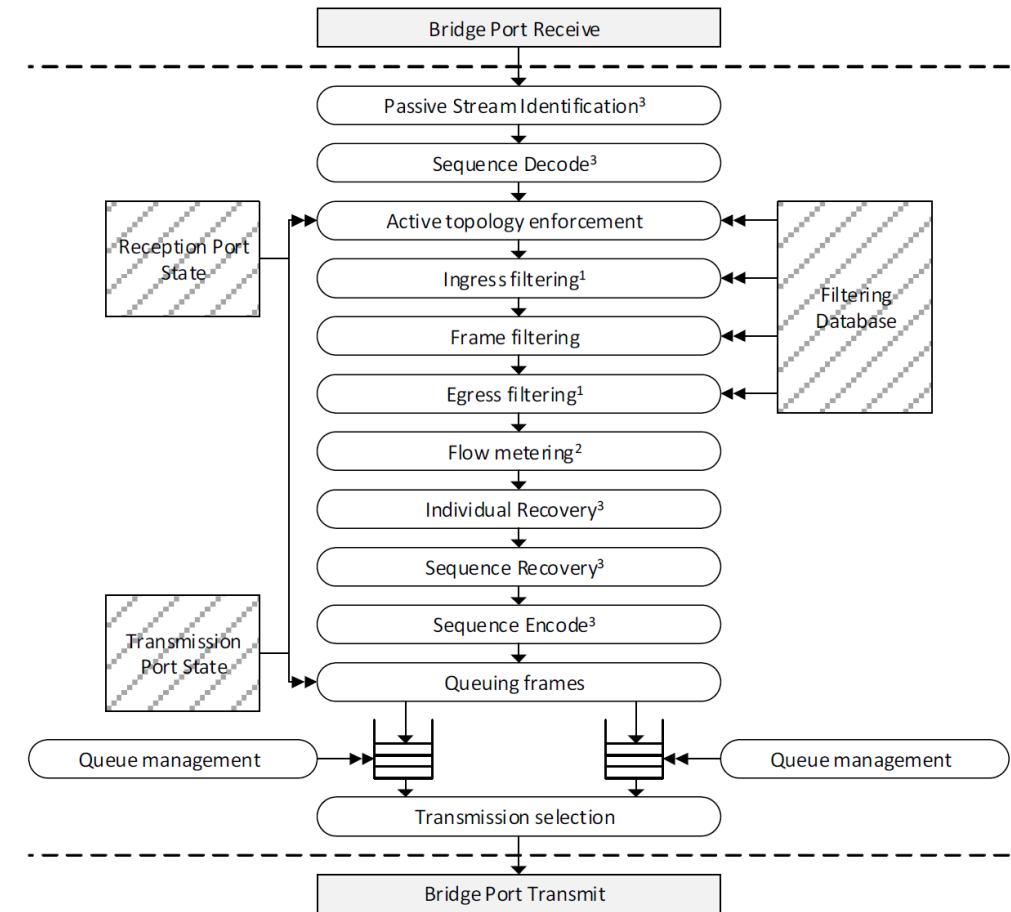 Bridge Port Receive
Passive Stream Identification³
Sequence Decode³
Active topology enforcement
Reception Port
State
Ingress filtering¹
Filtering
Database
Frame filtering
Egress filtering¹
Flow metering²
Individual Recovery³
Sequence Recovery³
Sequence Encode³
Transmission
Port State
Queuing frames
Queue management
Queue management
Transmission selection
Bridge Port Transmit